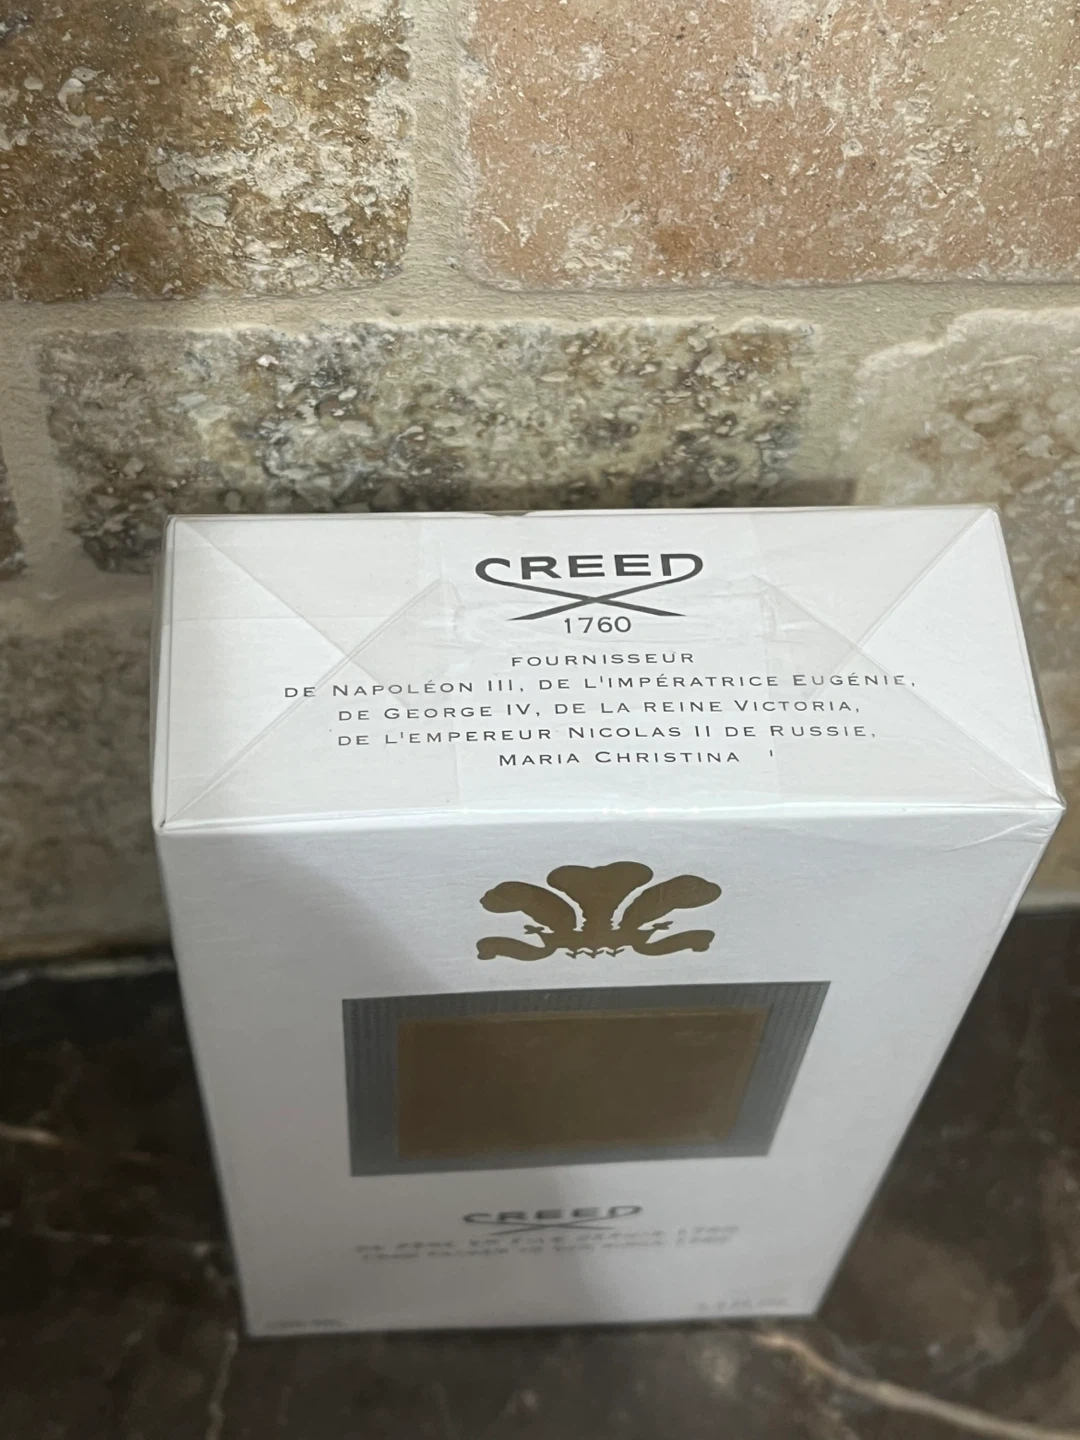 CREED
1760
FOURNISSEUR
DE NAPOLÉON III, DE L'IMPÉRATRICE EUGÉNIE,
DE GEORGE IV, DE LA REINE VICTORIA,
DE L'EMPEREUR NICOLAS II DE RUSSIE,
MARIA CHRISTINA
CREED